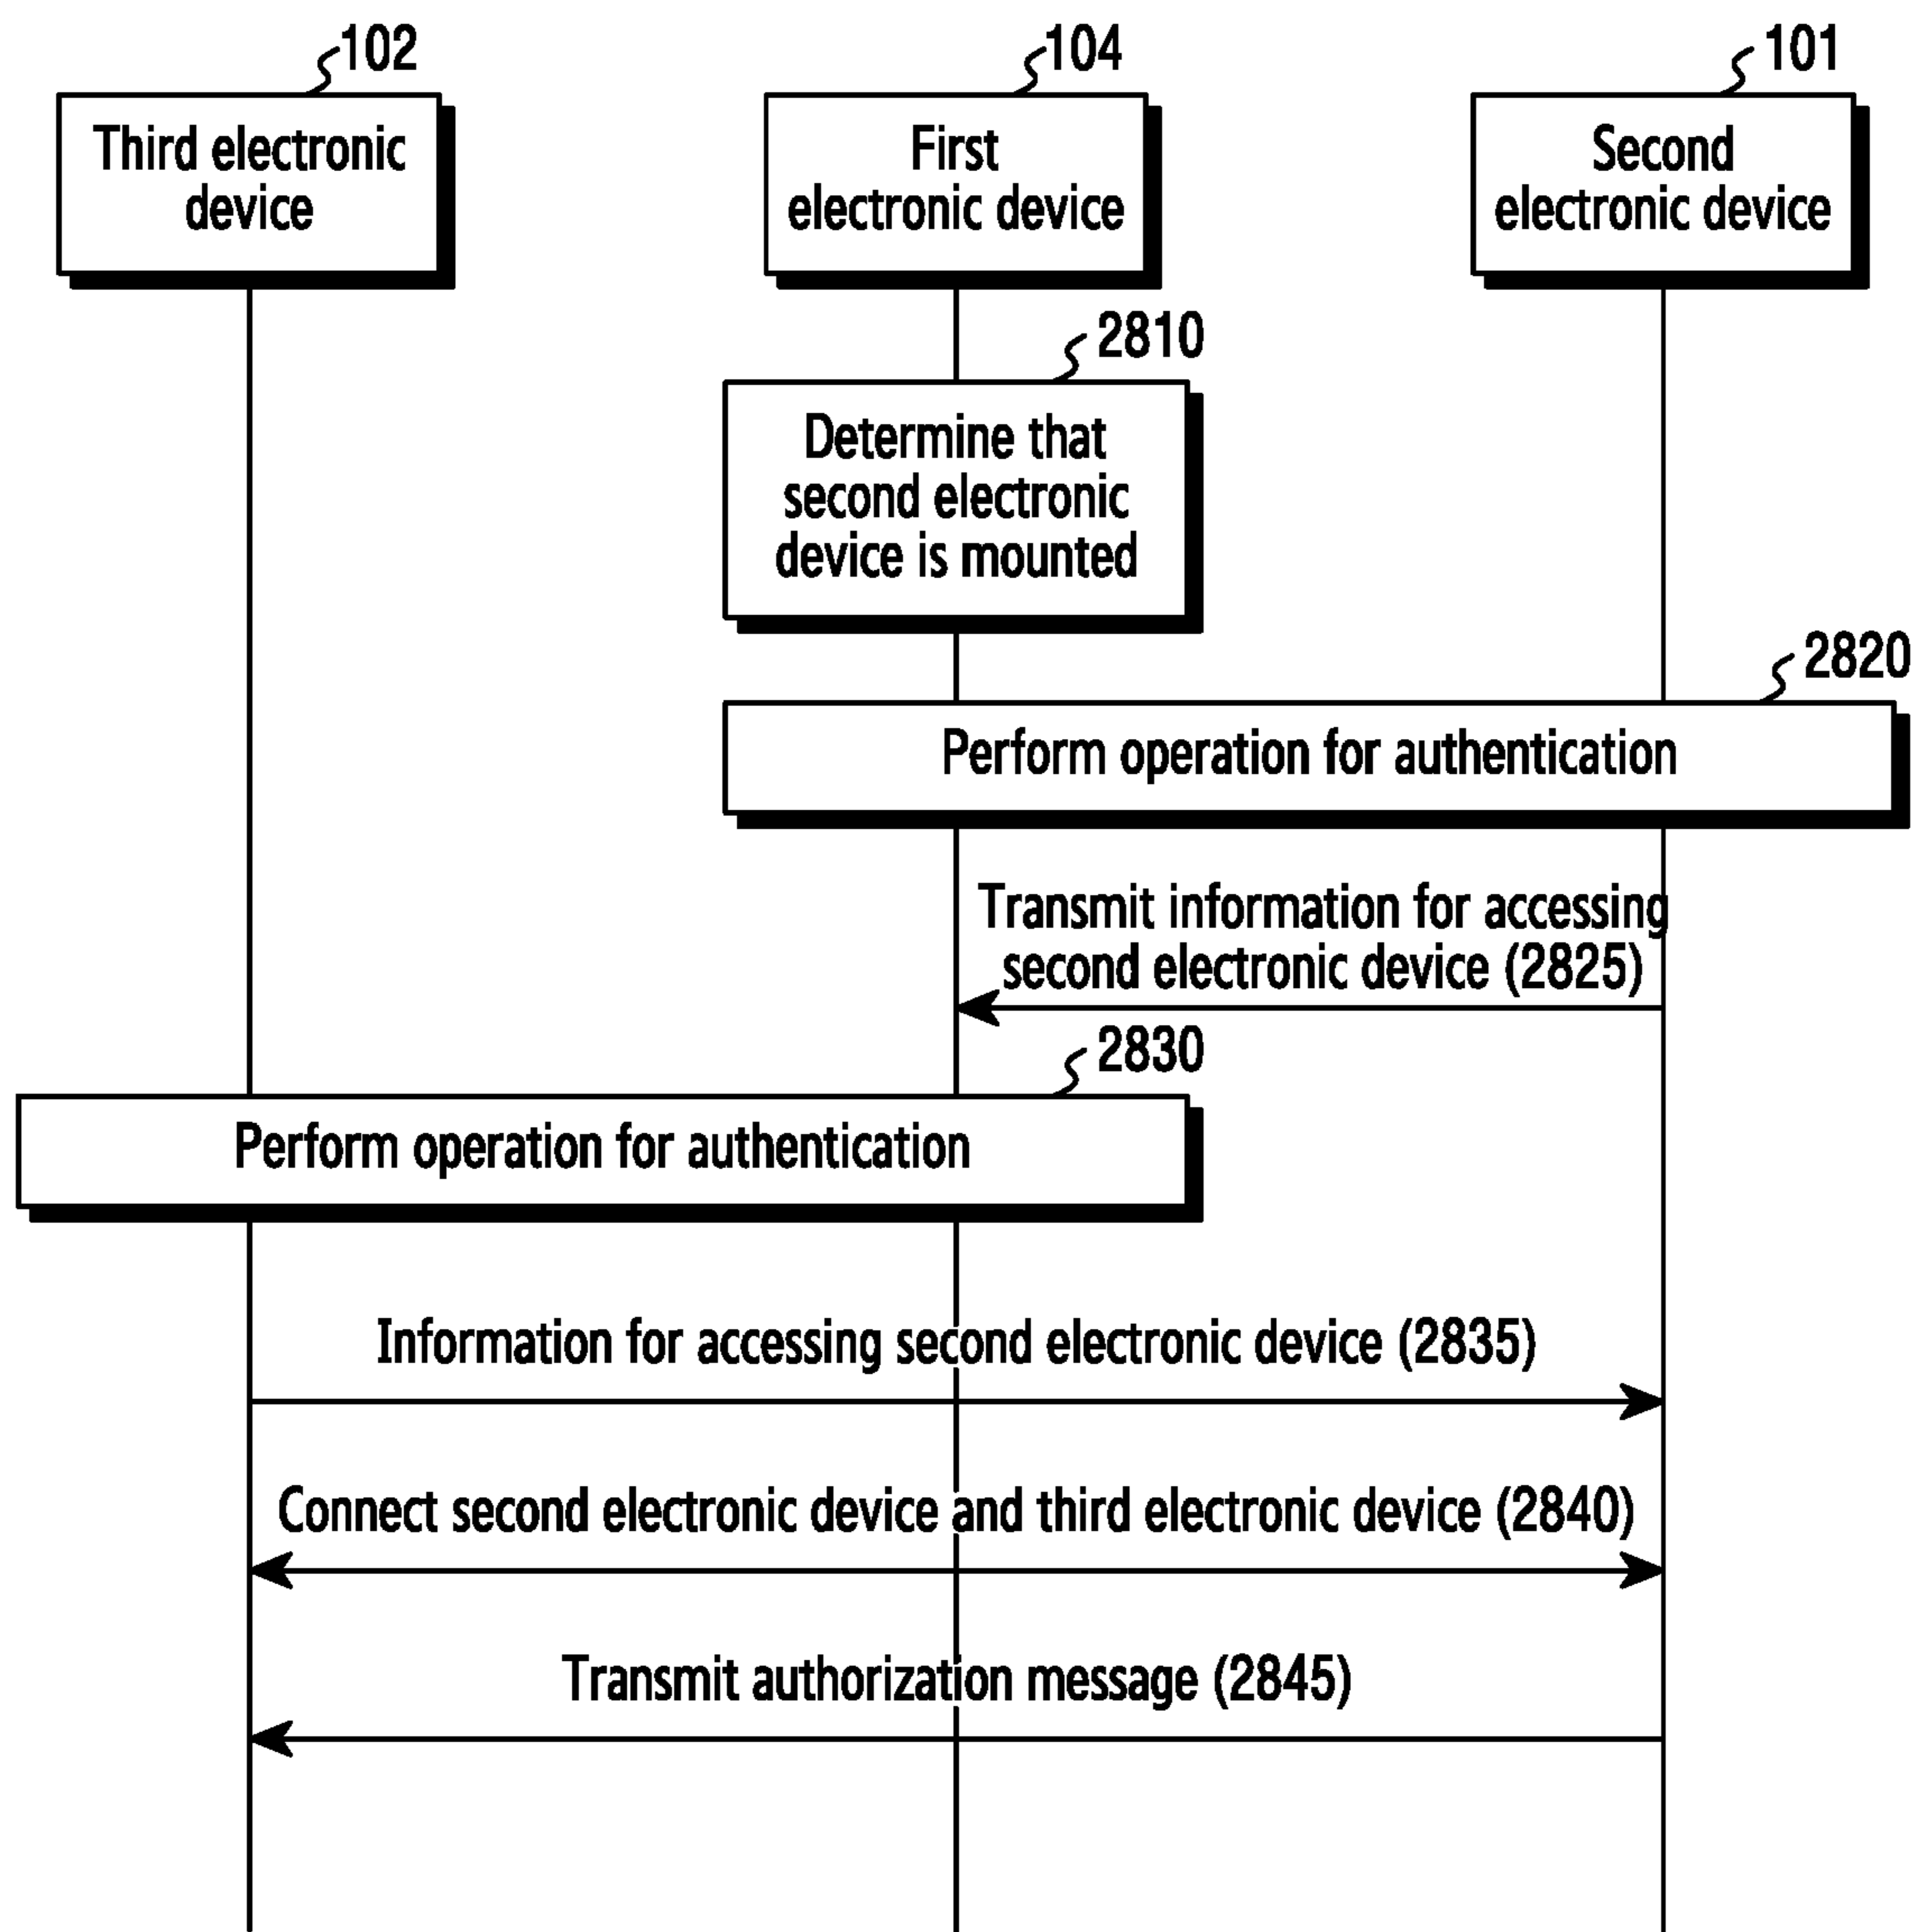 102
104
101
Third electronic
device
First
electronic device
Second
electronic device
2810
Determine that
second electronic
device is mounted
2820
Perform operation for authentication
Transmit information for accessing
second electronic device (2825)
2830
Perform operation for authentication
Information for accessing second electronic device (2835)
Connect second electronic device and third electronic device (2840)
Transmit authorization message (2845)